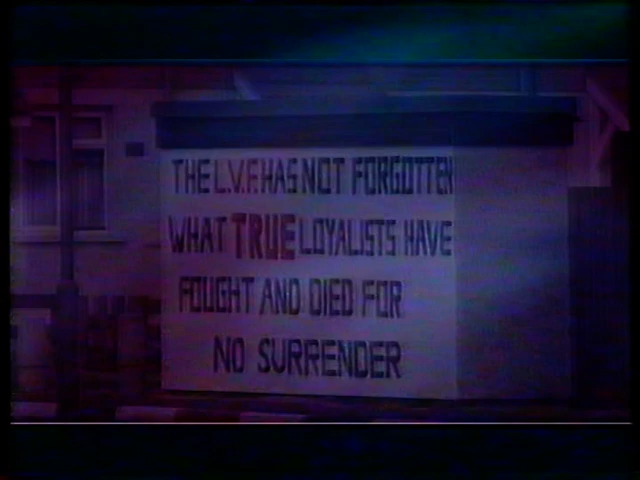 THE L.V.F. HAS NOT FORGOTTEN
WHAT TRUE LOYALISTS HAVE
FOUGHT AND DIED FOR
NO SURRENDER